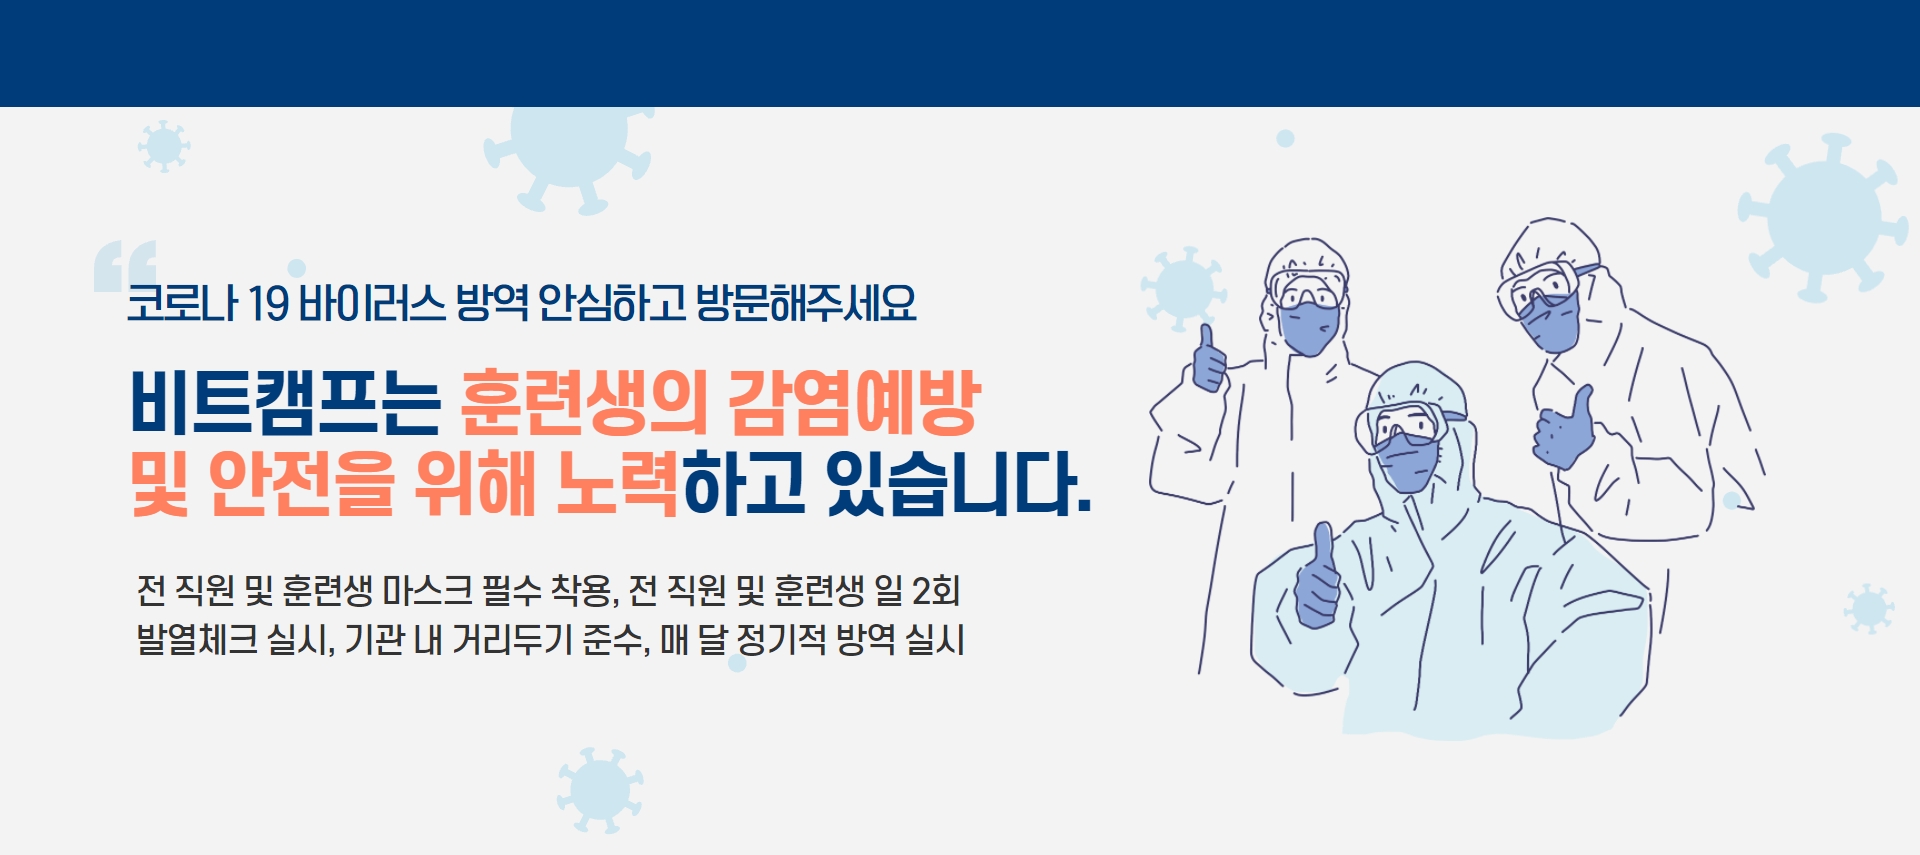 코로나 19 바이러스 방역 안심하고 방문해주세요
비트캠프는 훈련생의 감염예방
및 안전을 위해 노력하고 있습니다.
전 직원 및 훈련생 마스크 필수 착용, 전 직원 및 훈련생 일 2회
발열체크 실시, 기관 내 거리두기 준수, 매 달 정기적 방역 실시